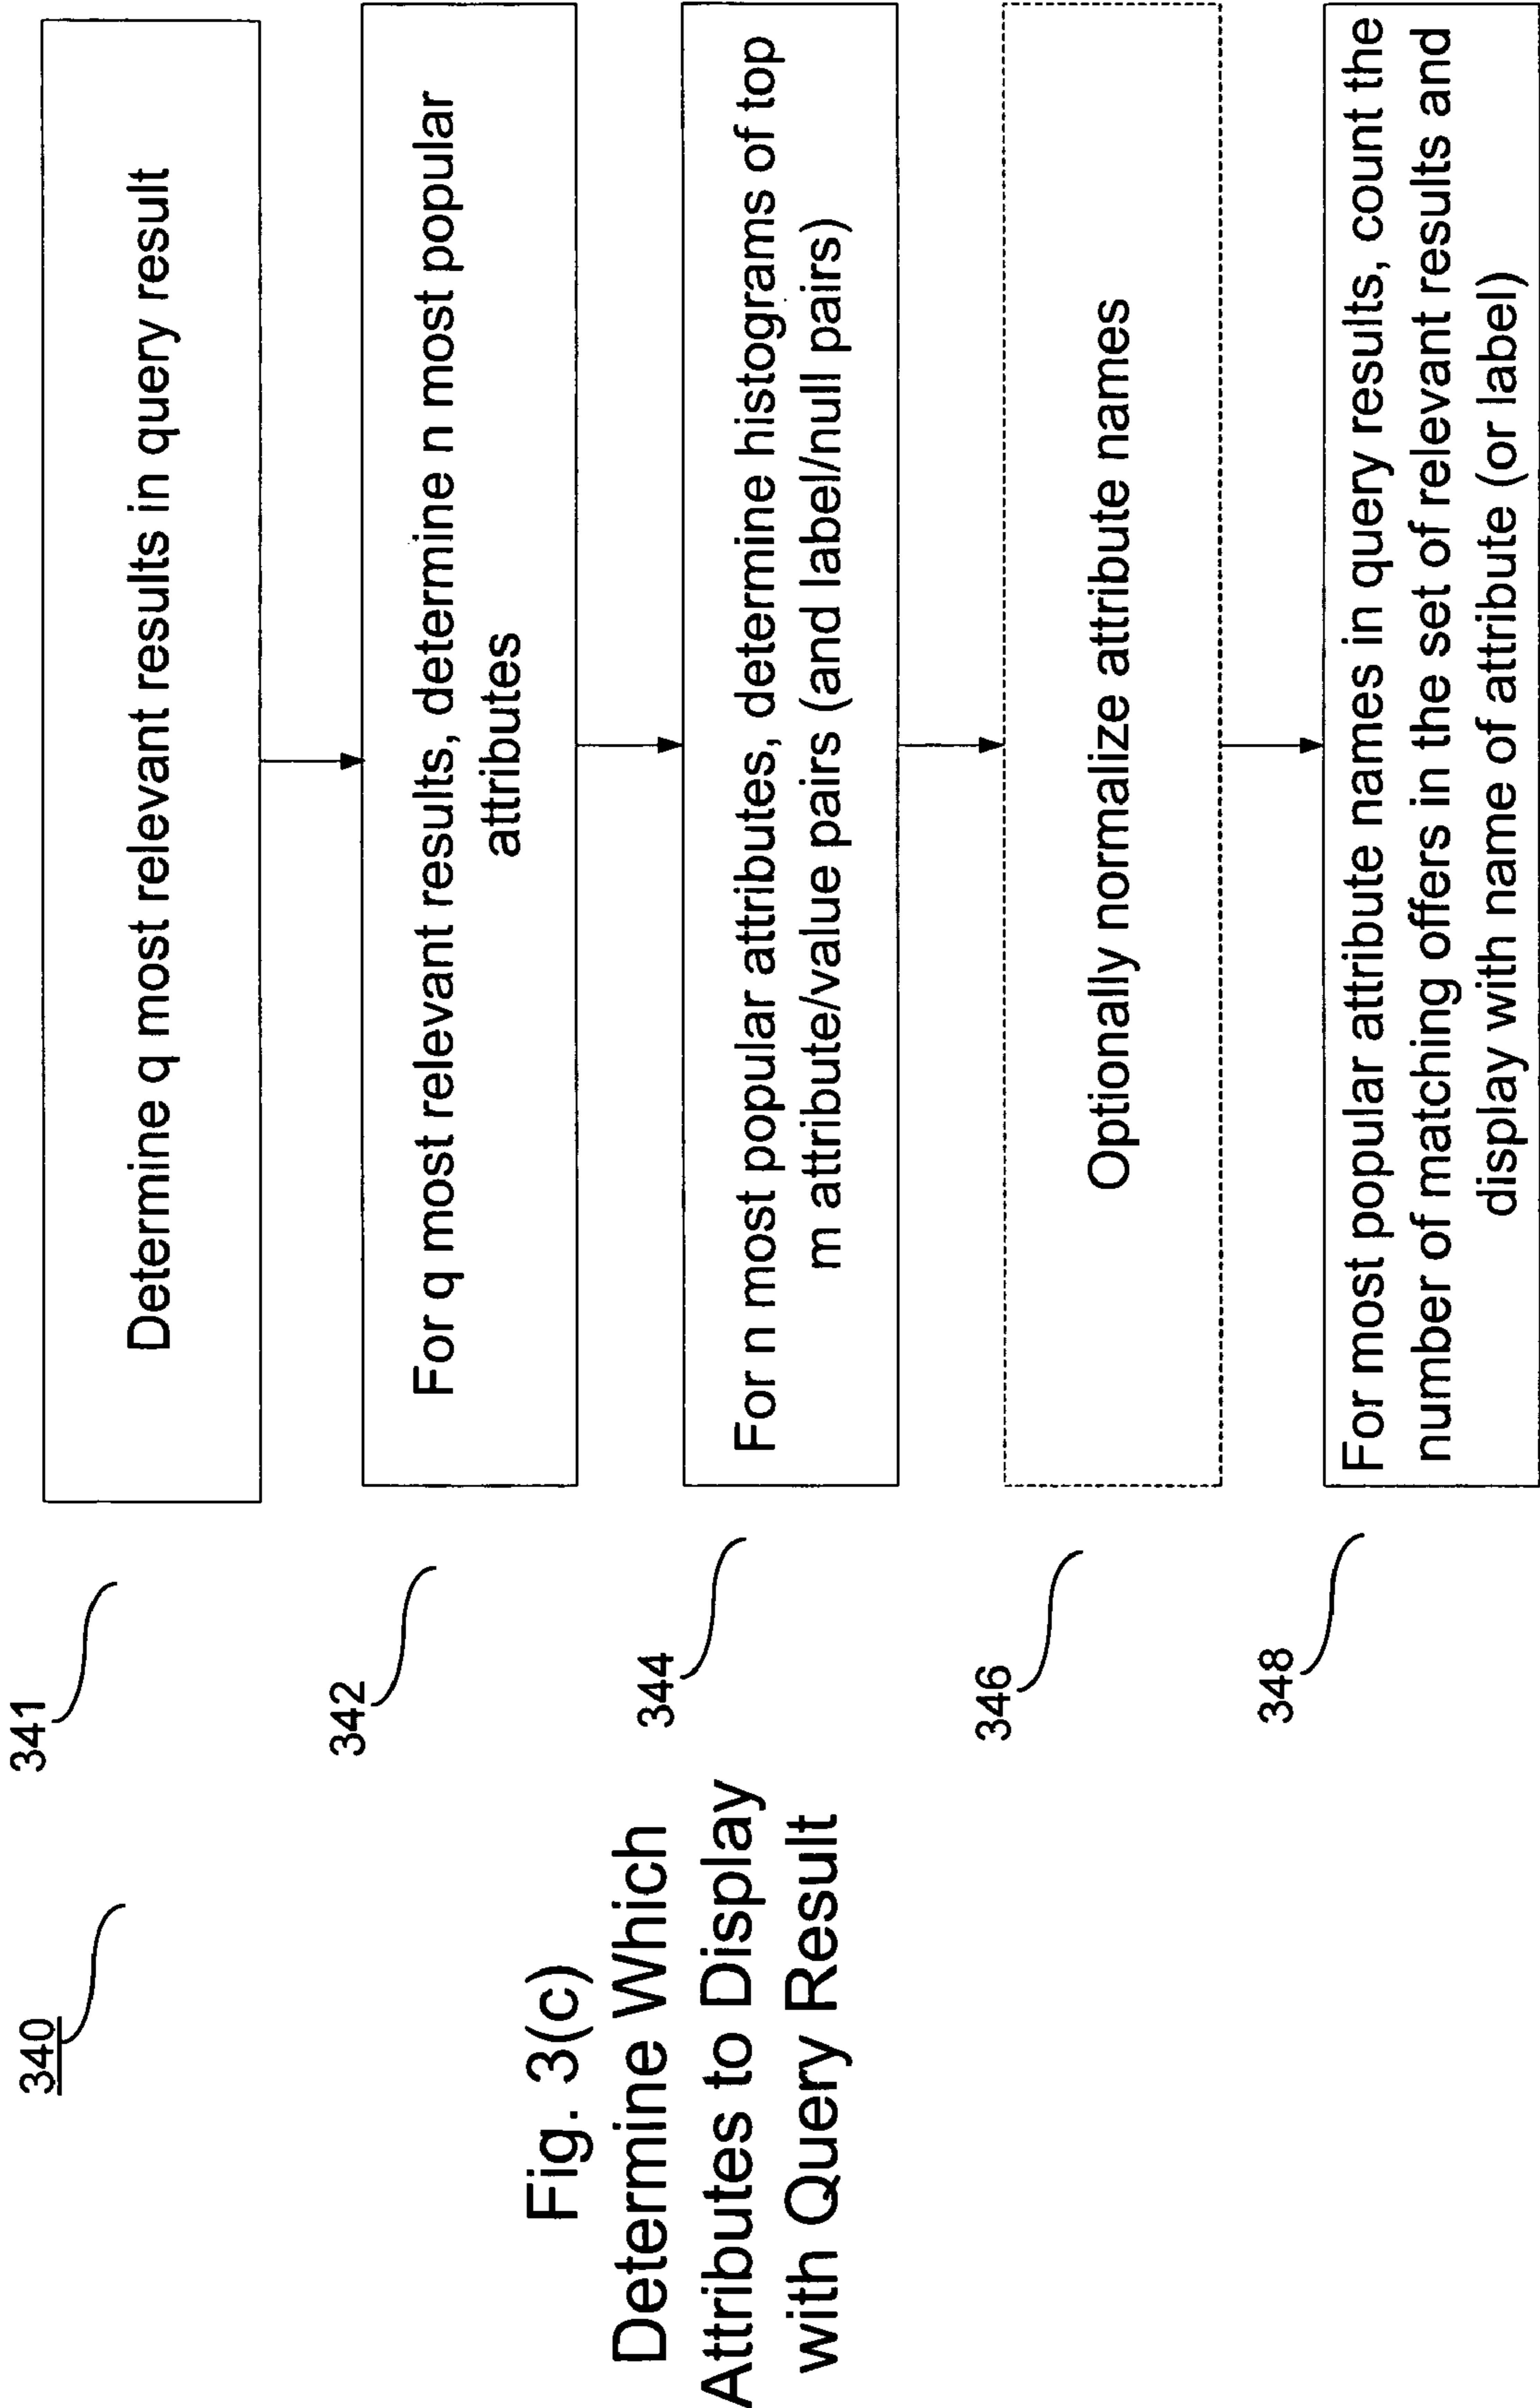 340
341
Determine q most relevant results in query result
342
For q most relevant results, determine n most popular
attributes
344
For n most popular attributes, determine histograms of top
m attribute/value pairs (and label/null pairs)
346
Optionally normalize attribute names
348
For most popular attribute names in query results, count the
number of matching offers in the set of relevant results and
display with name of attribute (or label)
Fig. 3(c)
Determine Which
Attributes to Display
with Query Result